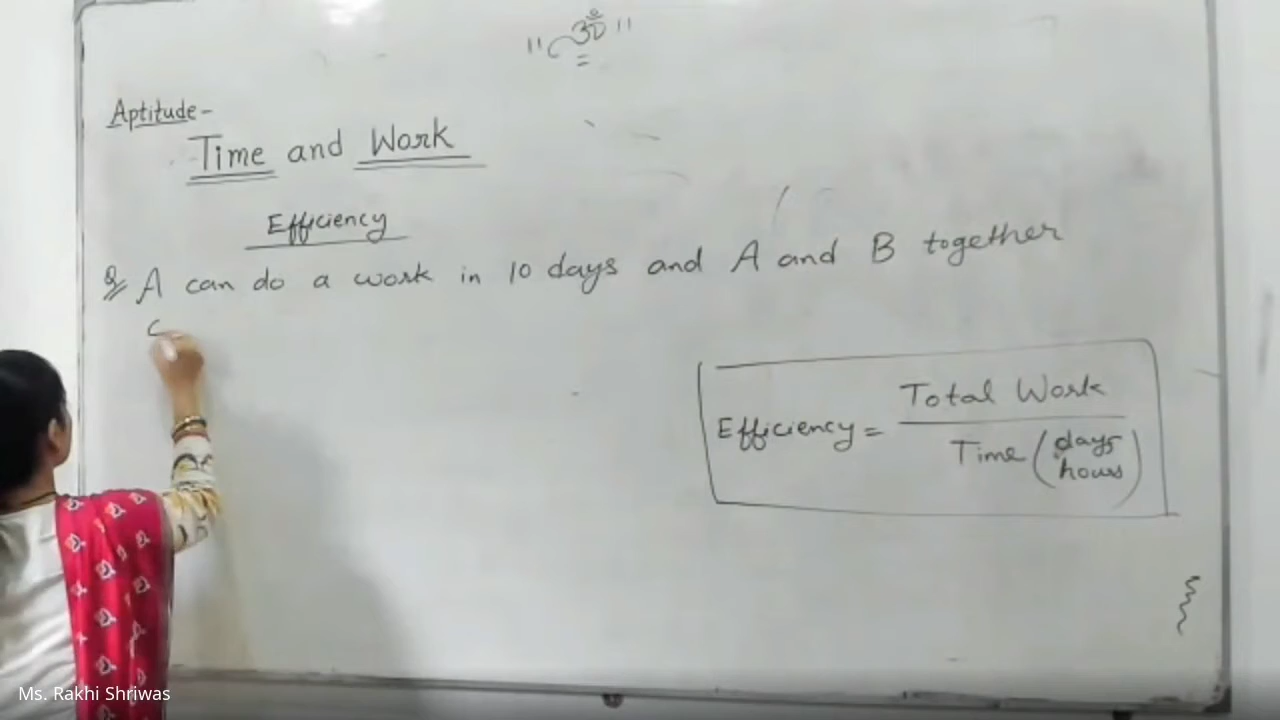 "ॐ"
Aptitude-
Time and Work
Efficiency
Q/ A can do a work in 10 days and A and B together
c
Efficiency = Total Work
Time (days
hours)
Ms. Rakhi Shriwas